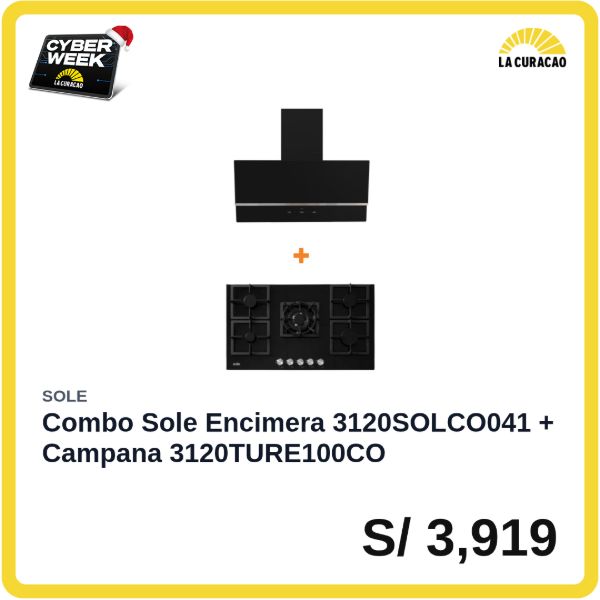 CYBER
WEEK
LA CURACAO
LA CURACAO
SOLE
Combo Sole Encimera 3120SOLCO041 +
Campana 3120TURE100CO
S/ 3,919